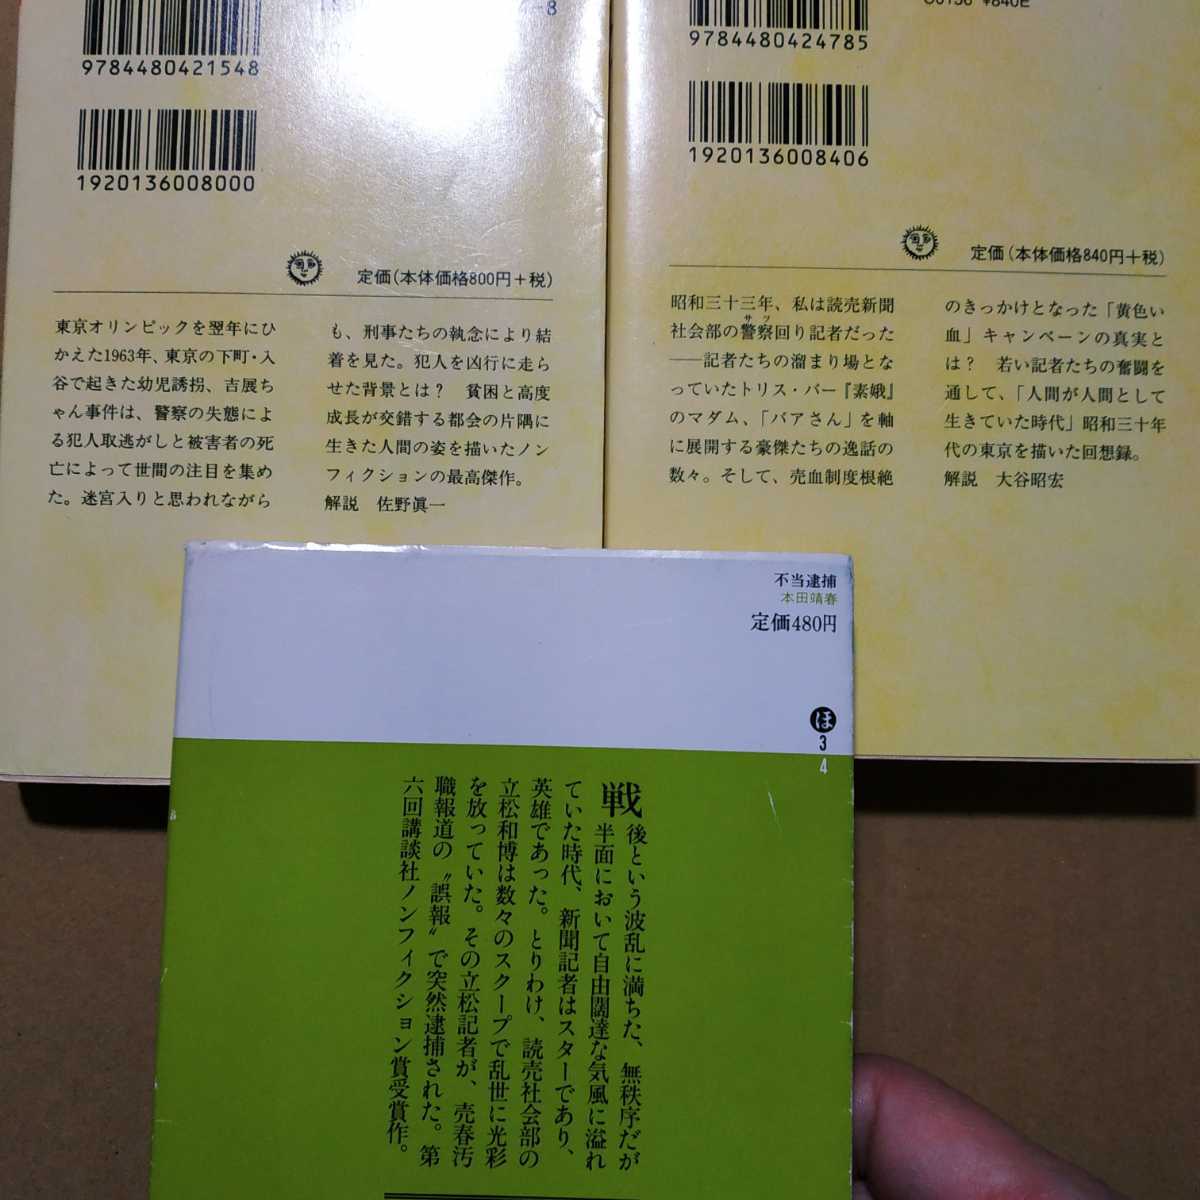 9784480421548
1920136008000
定価(本体価格800円+税)
東京オリンピックを翌年にひ
かえた1963年、東京の下町・入
谷で起きた幼児誘拐、吉展ち
ゃん事件は、警察の失態によ
る犯人取逃がしと被害者の死
亡によって世間の注目を集め
た。迷宮入りと思われながら
も、刑事たちの執念により結
着を見た。犯人を凶行に走ら
せた背景とは? 貧困と高度
成長が交錯する都会の片隅に
生きた人間の姿を描いたノン
フィクションの最高傑作。
解説 佐野眞一
C0136 ¥840E
9784480424785
1920136008406
定価(本体価格840円+税)
昭和三十三年、私は読売新聞
サツ
社会部の警察回り記者だった
──記者たちの溜まり場とな
っていたトリス・バー『素娥』
のマダム、「バアさん」を軸
に展開する豪傑たちの逸話の
数々。そして、売血制度根絶
のきっかけとなった「黄色い
血」キャンペーンの真実と
は? 若い記者たちの奮闘を
通して、「人間が人間として
生きていた時代」昭和三十年
代の東京を描いた回想録。
解説 大谷昭宏
不当逮捕
本田靖春
定価480円
ほ
3
4
戦後という波乱に満ちた、無秩序だが
半面において自由闊達な気風に溢れ
ていた時代、新聞記者はスターであり、
英雄であった。とりわけ、読売社会部の
立松和博は数々のスクープで乱世に光彩
を放っていた。その立松記者が、売春汚
職報道の〝誤報〟で突然逮捕された。第
六回講談社ノンフィクション賞受賞作。